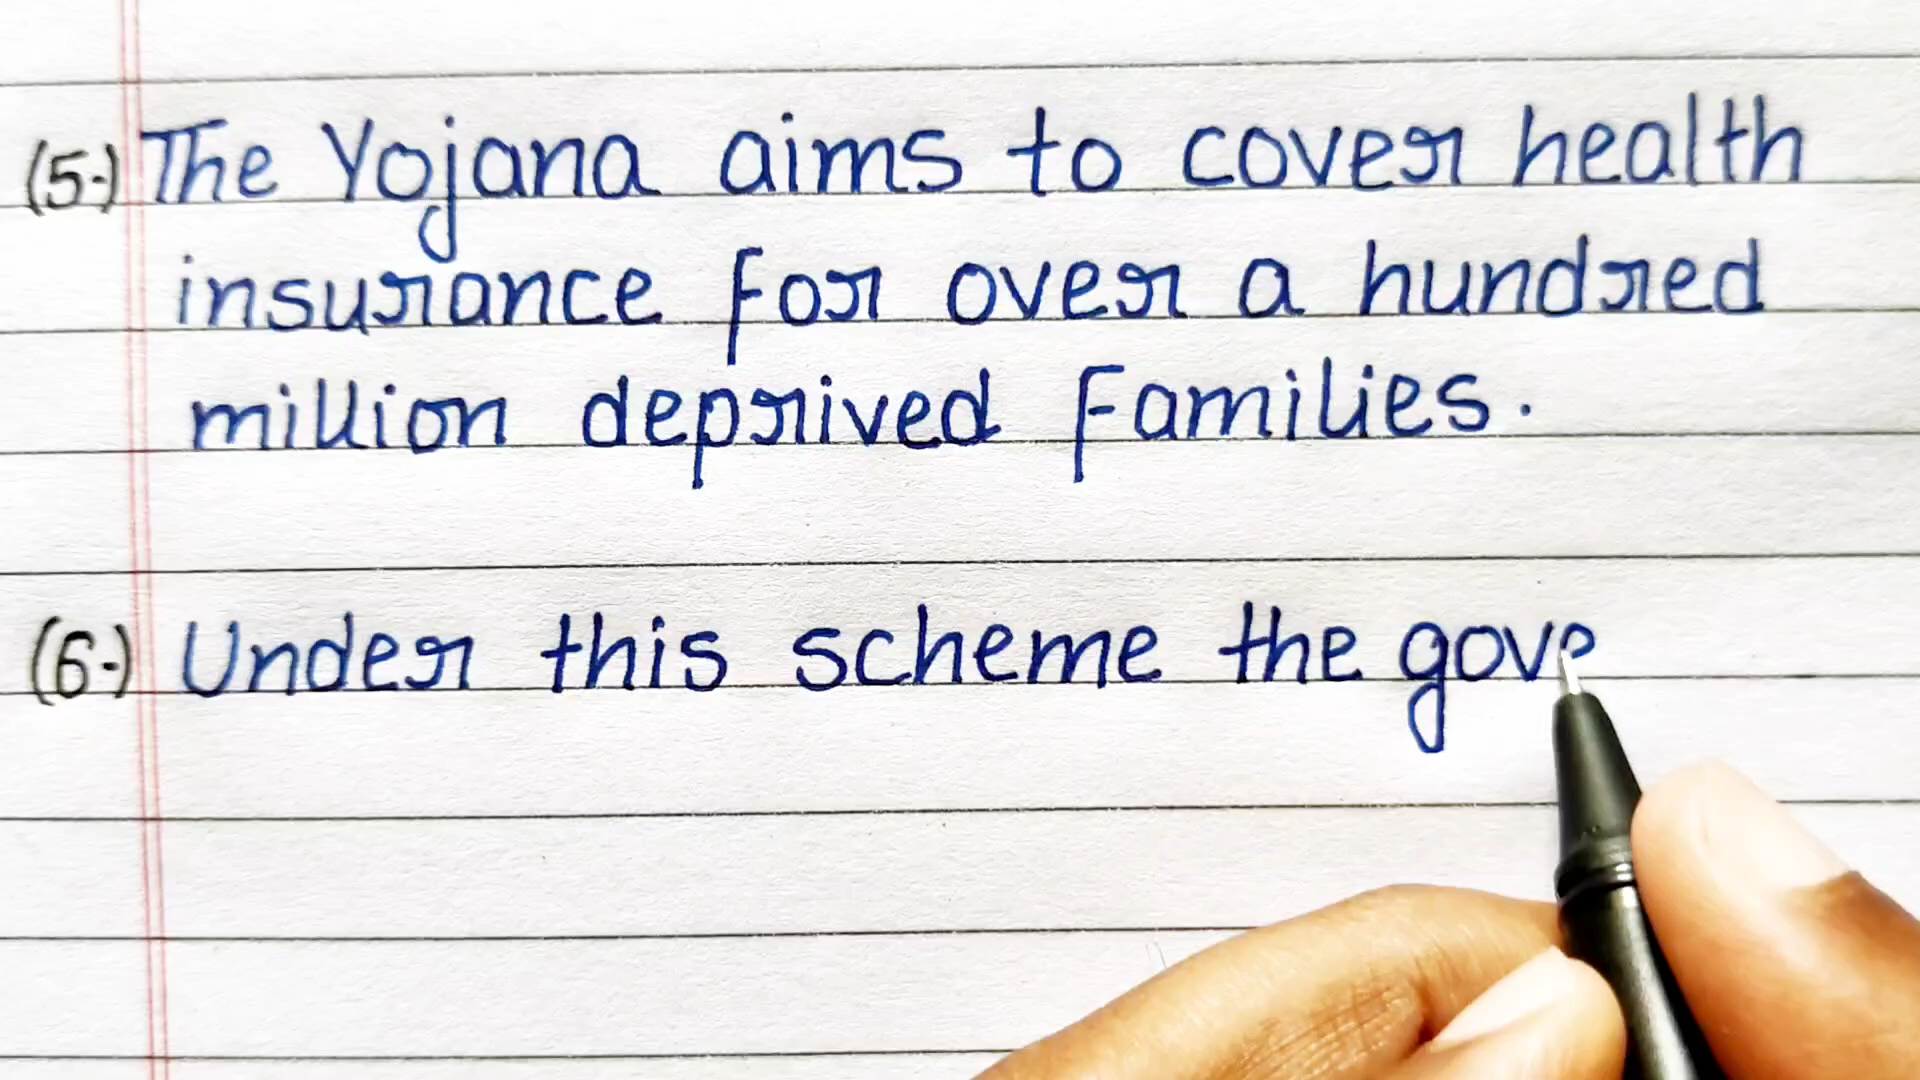 (5.) The Yojana aims to cover health
insurance for over a hundred
million deprived families.
(6.) Under this scheme the gove